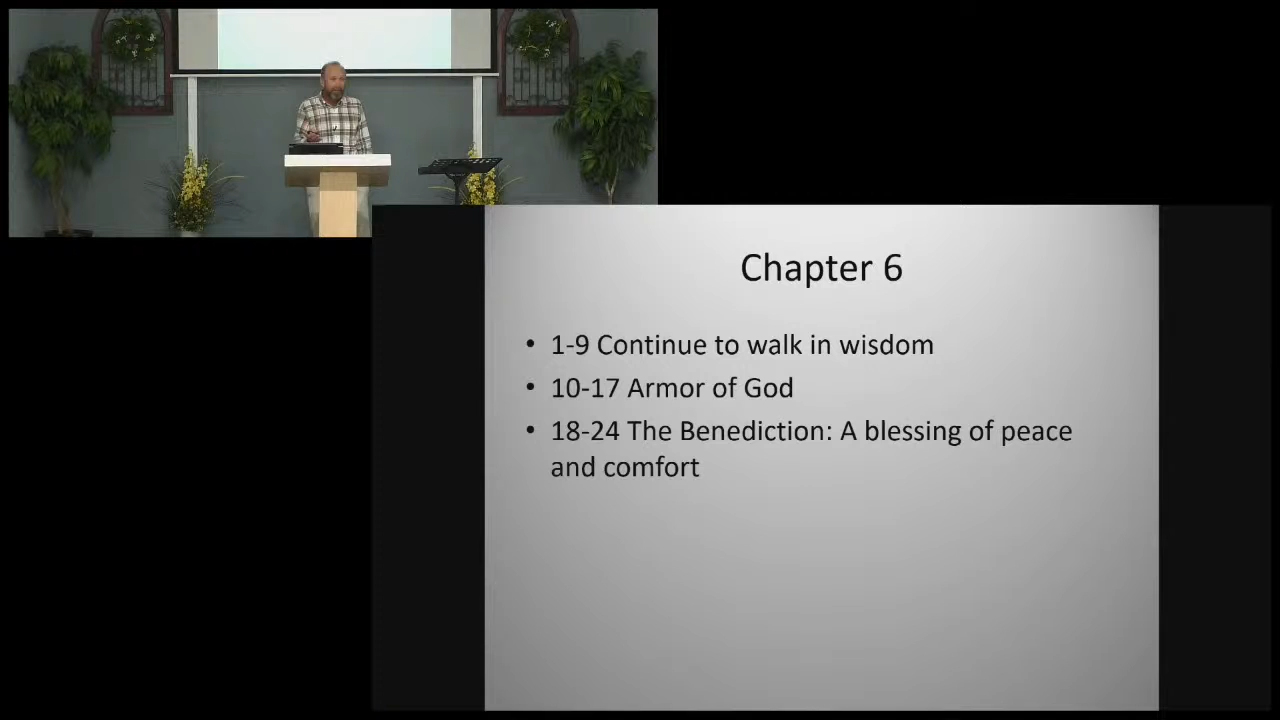 Chapter 6
• 1-9 Continue to walk in wisdom
• 10-17 Armor of God
• 18-24 The Benediction: A blessing of peace
and comfort